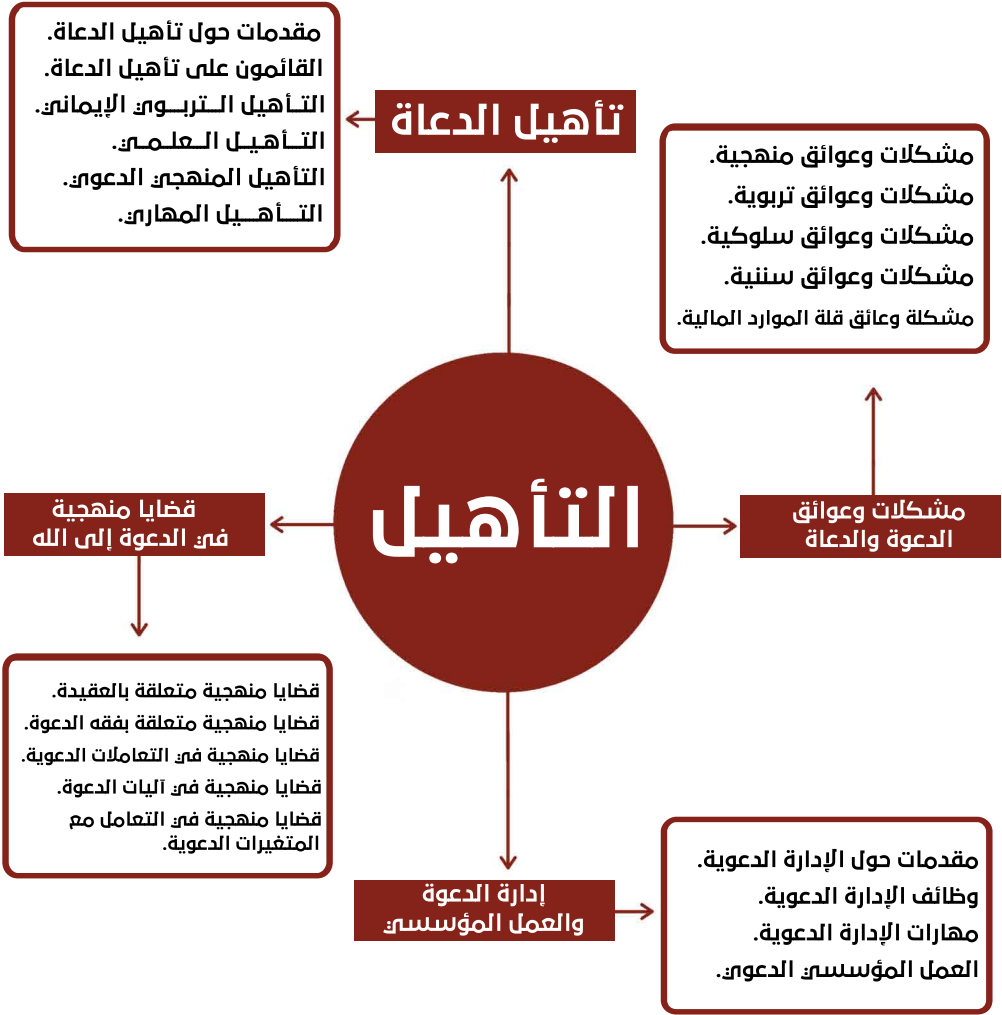 تأهيل الدعاة
مقدمات حول تأهيل الدعاة.
القائمون على تأهيل الدعاة.
التأهيل التربوي الإيماني.
التأهيل العلمي.
التأهيل المنهجي الدعوي.
التأهيل المهاري.
مشكلات وعوائق منهجية.
مشكلات وعوائق تربوية.
مشكلات وعوائق سلوكية.
مشكلات وعوائق سننية.
مشكلة وعائق قلة الموارد المالية.
مشكلات وعوائق
الدعوة والدعاة
التأهيل
قضايا منهجية
في الدعوة إلى الله
قضايا منهجية متعلقة بالعقيدة.
قضايا منهجية متعلقة بفقه الدعوة.
قضايا منهجية في التعاملات الدعوية.
قضايا منهجية في آليات الدعوة.
قضايا منهجية في التعامل مع
المتغيرات الدعوية.
إدارة الدعوة
والعمل المؤسسي
مقدمات حول الإدارة الدعوية.
وظائف الإدارة الدعوية.
مهارات الإدارة الدعوية.
العمل المؤسسي الدعوي.